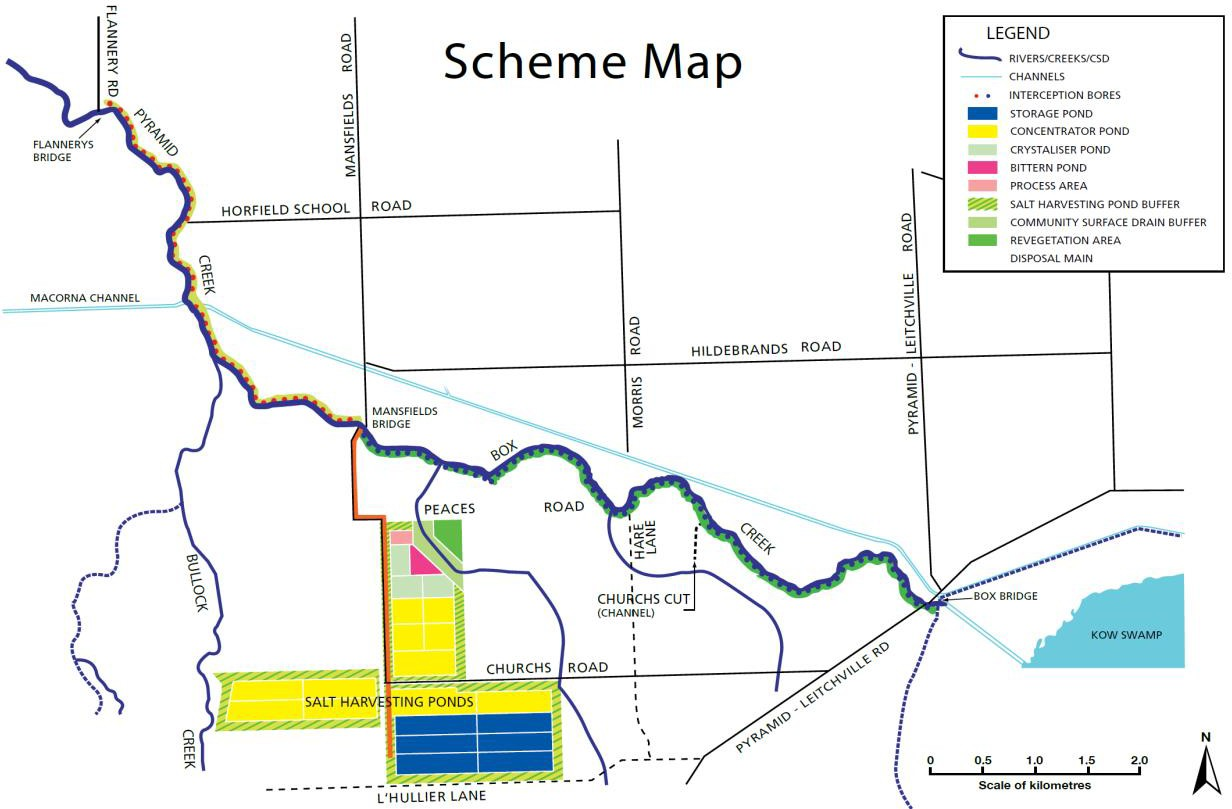 Scheme Map
FLANNERY RD
MANSFIELDS ROAD
PYRAMID
FLANNERYS
BRIDGE
HORFIELD SCHOOL ROAD
CREEK
MACORNA CHANNEL
MORRIS ROAD
HILDEBRANDS ROAD
PYRAMID - LEITCHVILLE ROAD
MANSFIELDS
BRIDGE
BOX
PEACES ROAD
HARE
LANE
CREEK
BULLOCK
CHURCHS CUT
(CHANNEL)
BOX BRIDGE
KOW SWAMP
CHURCHS ROAD
SALT HARVESTING PONDS
PYRAMID - LEITCHVILLE RD
CREEK
L'HULLIER LANE
LEGEND
RIVERS/CREEKS/CSD
CHANNELS
INTERCEPTION BORES
STORAGE POND
CONCENTRATOR POND
CRYSTALISER POND
BITTERN POND
PROCESS AREA
SALT HARVESTING POND BUFFER
COMMUNITY SURFACE DRAIN BUFFER
REVEGETATION AREA
DISPOSAL MAIN
N
0 0.5 1.0 1.5 2.0
Scale of kilometres